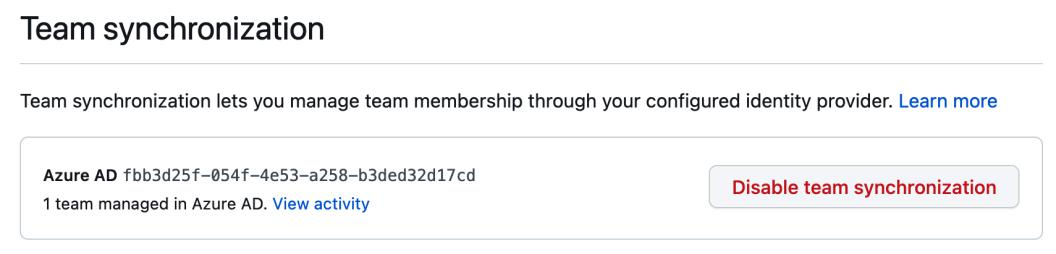 Team synchronization
Team synchronization lets you manage team membership through your configured identity provider. Learn more
Azure AD fbb3d25f-054f-4e53-a258-b3ded32d17cd
1 team managed in Azure AD. View activity
Disable team synchronization